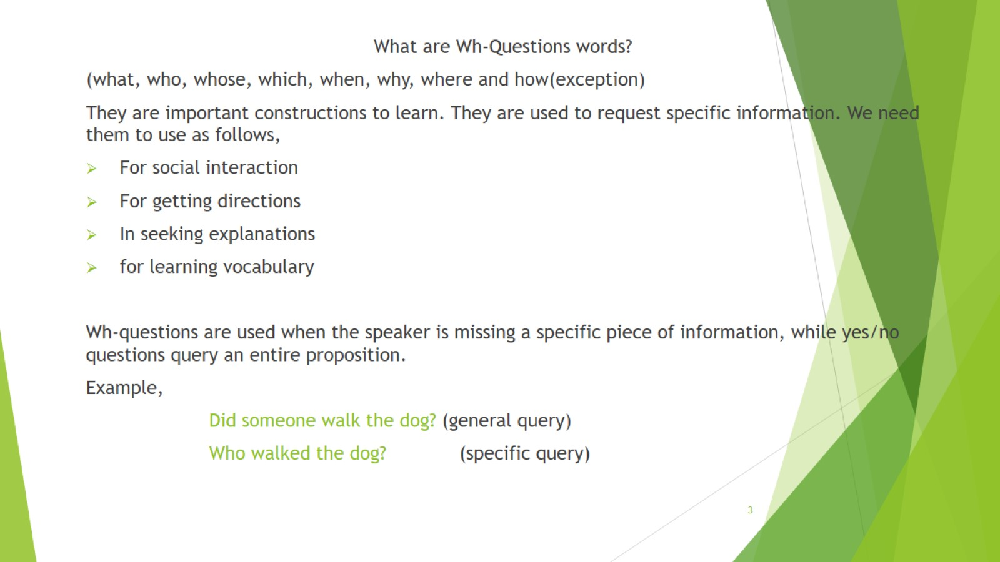 What are Wh-Questions words?
(what, who, whose, which, when, why, where and how(exception)
They are important constructions to learn. They are used to request specific information. We need
them to use as follows,
For social interaction
For getting directions
In seeking explanations
for learning vocabulary
Wh-questions are used when the speaker is missing a specific piece of information, while yes/no
questions query an entire proposition.
Example,
Did someone walk the dog? (general query)
Who walked the dog? (specific query)
3